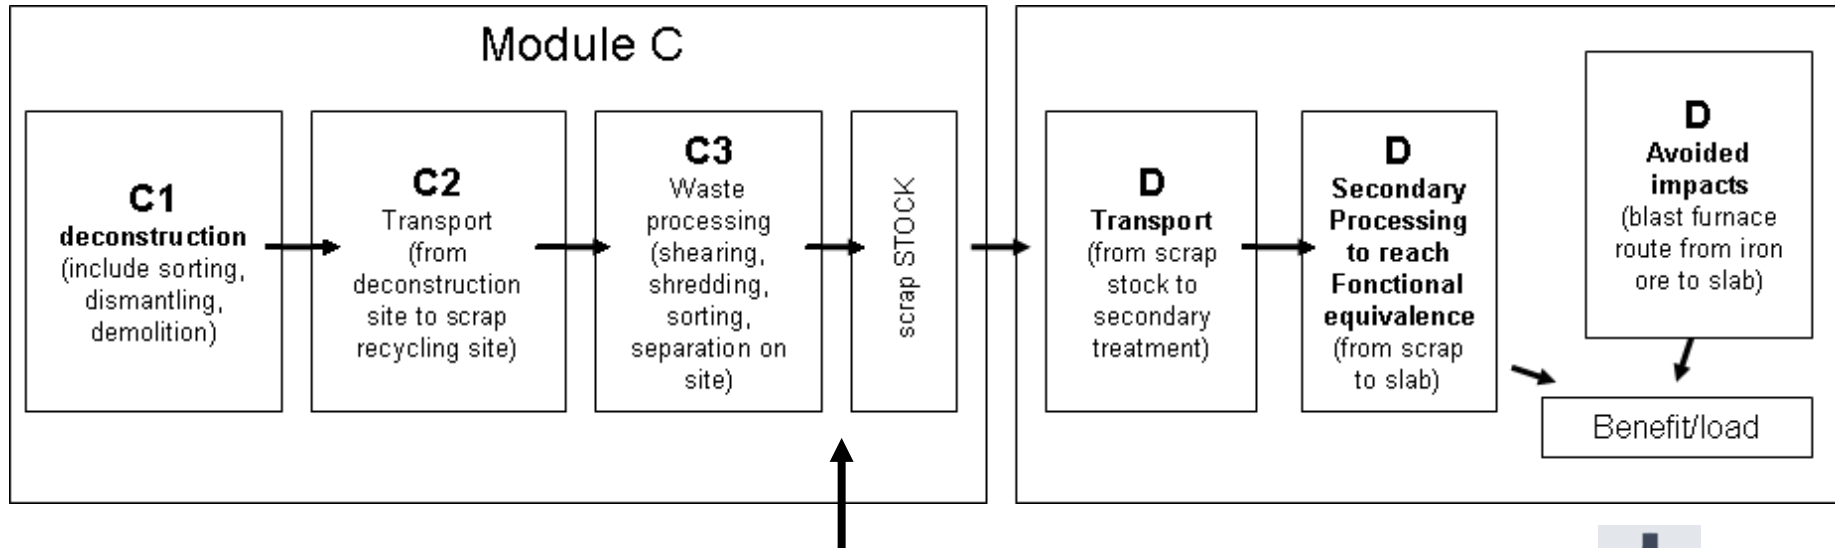 Module C
C1
deconstruction
(include sorting,
dismantling,
demolition)
C2
Transport
(from
deconstruction
site to scrap
recycling site)
C3
Waste
processing
(shearing,
shredding,
sorting,
separation on
site)
scrap STOCK
D
Transport
(from scrap
stock to
secondary
treatment)
D
Secondary
Processing
to reach
Fonctional
equivalence
(from scrap
to slab)
D
Avoided
impacts
(blast furnace
route from iron
ore to slab)
Benefit/load